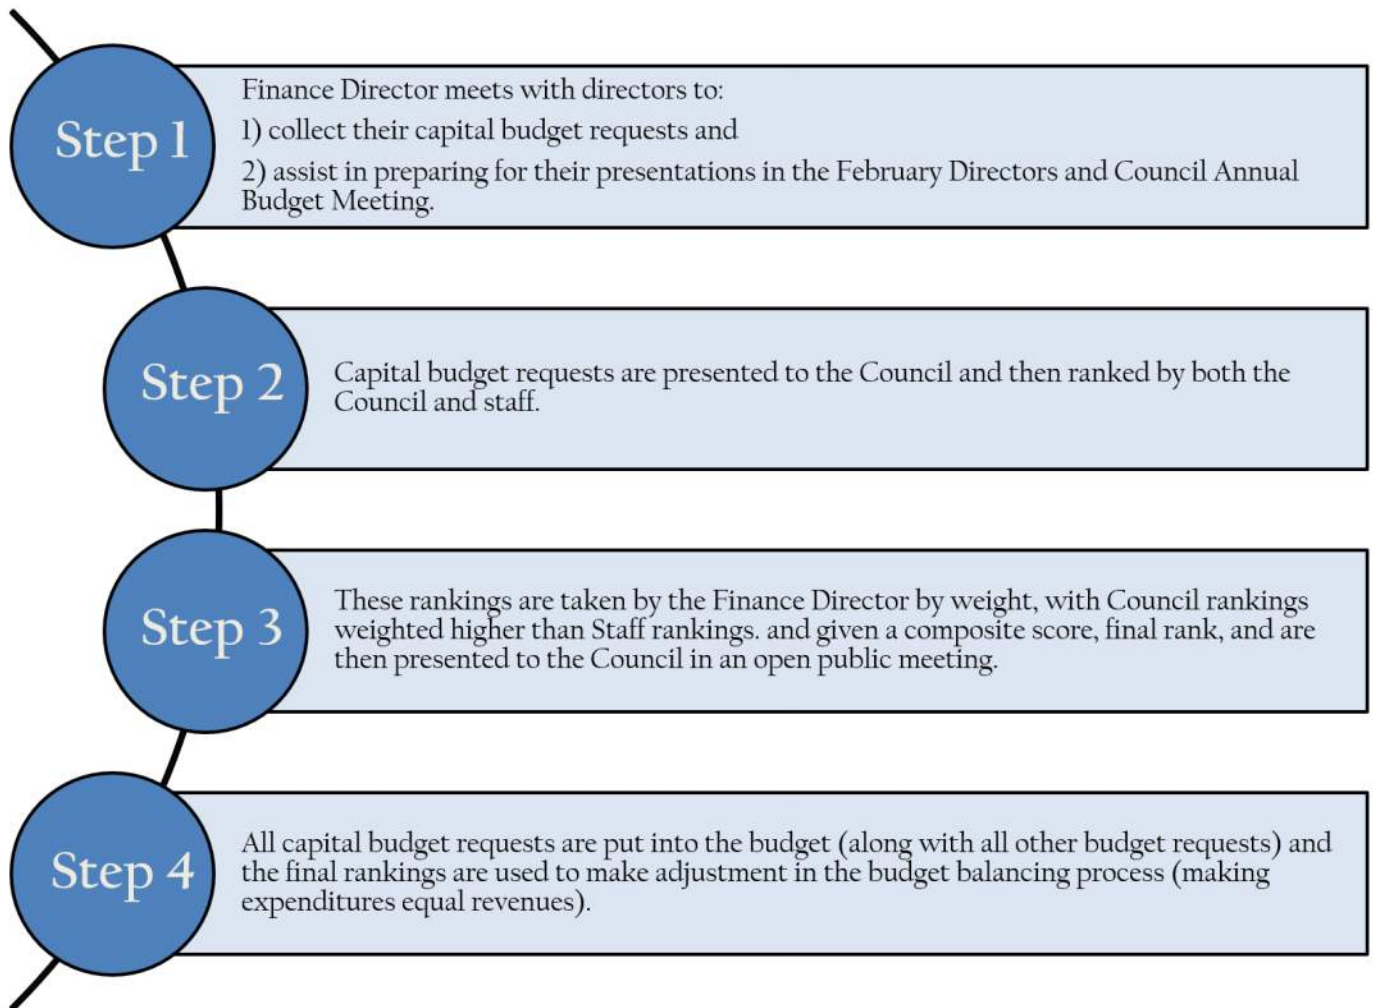 Step 1
Finance Director meets with directors to:
1) collect their capital budget requests and
2) assist in preparing for their presentations in the February Directors and Council Annual
Budget Meeting.
Step 2
Capital budget requests are presented to the Council and then ranked by both the
Council and staff.
Step 3
These rankings are taken by the Finance Director by weight, with Council rankings
weighted higher than Staff rankings. and given a composite score, final rank, and are
then presented to the Council in an open public meeting.
Step 4
All capital budget requests are put into the budget (along with all other budget requests) and
the final rankings are used to make adjustment in the budget balancing process (making
expenditures equal revenues).